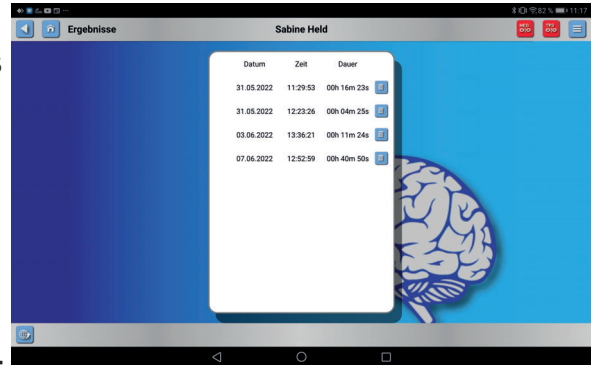 82 % 11:17
Ergebnisse Sabine Held
Datum Zeit Dauer
31.05.2022 11:29:53 00h 16m 23s
31.05.2022 12:23:26 00h 04m 25s
03.06.2022 13:36:21 00h 11m 24s
07.06.2022 12:52:59 00h 40m 50s